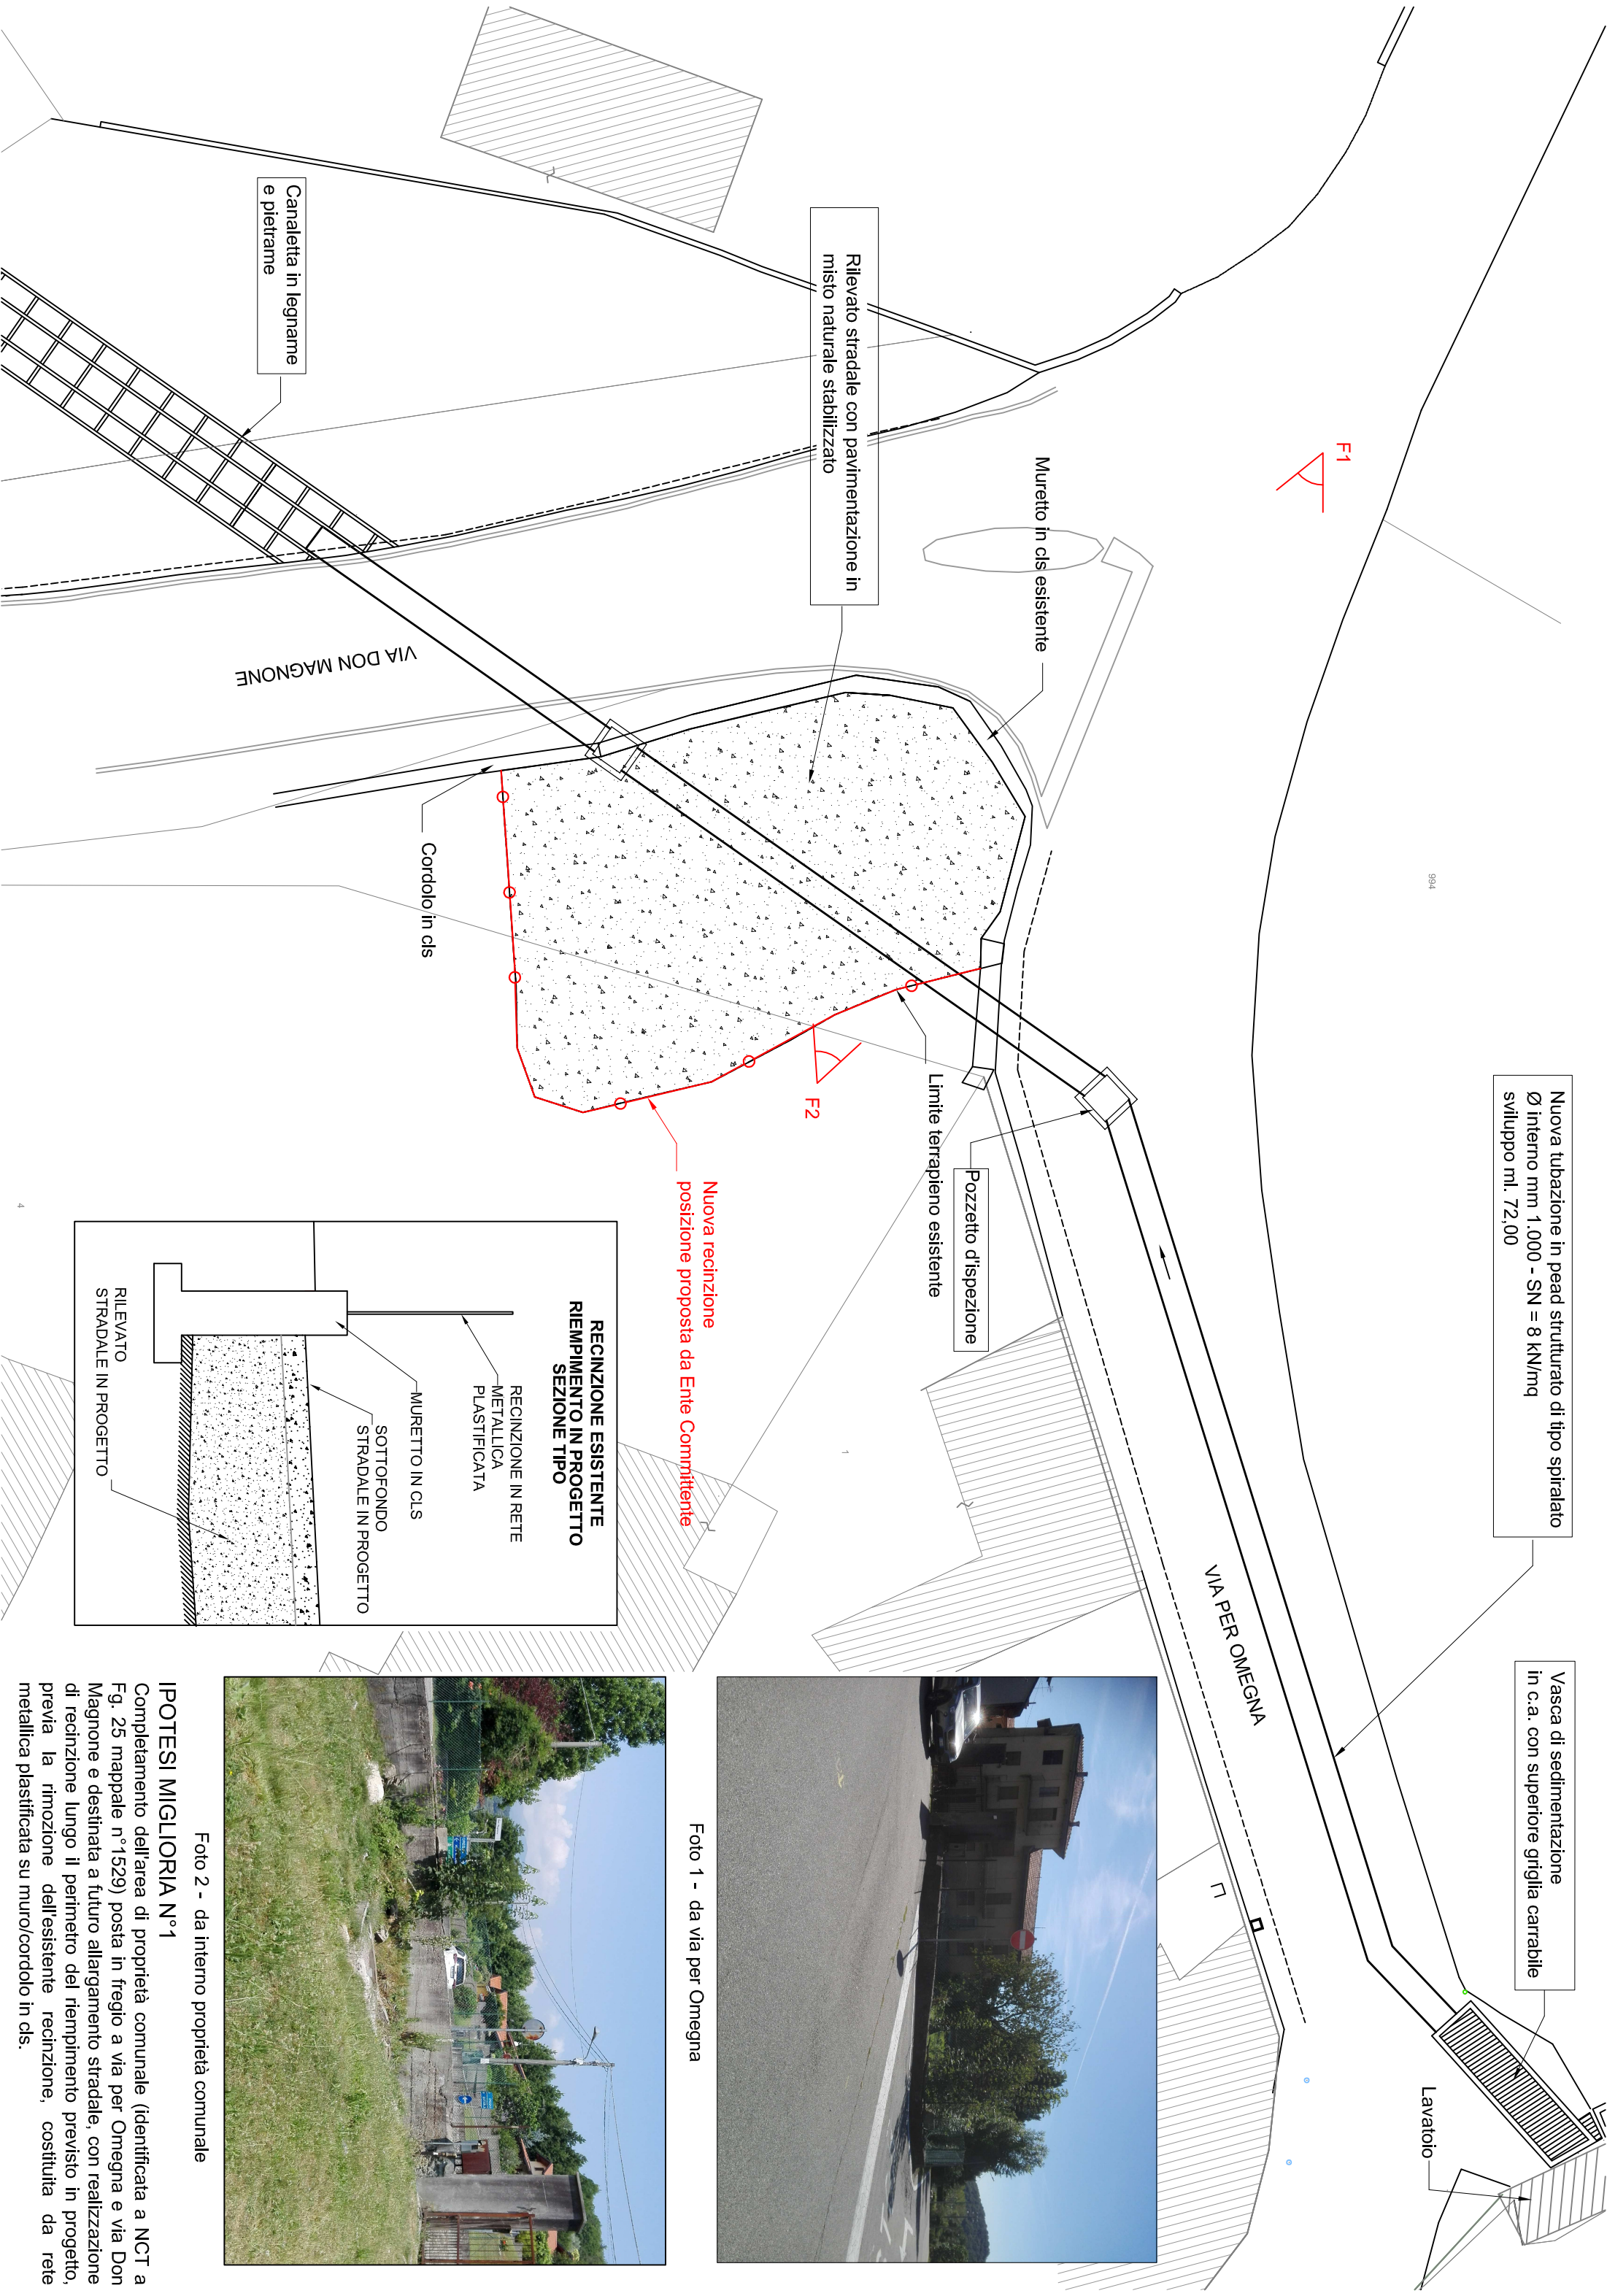 Nuova tubazione in pead strutturato di tipo spiralato
Ø interno mm 1.000 - SN = 8 kN/mq
sviluppo ml. 72,00
Vasca di sedimentazione
in c.a. con superiore griglia carrabile
Lavatoio
F1
994
VIA PER OMEGNA
Muretto in cls esistente
Rilevato stradale con pavimentazione in
misto naturale stabilizzato
Pozzetto d'ispezione
Limite terrapieno esistente
F2
1
Nuova recinzione
posizione proposta da Ente Committente
Canaletta in legname
e pietrame
VIA DON MAGNONE
Cordolo in cls
4
RECINZIONE ESISTENTE
RIEMPIMENTO IN PROGETTO
SEZIONE TIPO
RECINZIONE IN RETE
METALLICA
PLASTIFICATA
MURETTO IN CLS
SOTTOFONDO
STRADALE IN PROGETTO
RILEVATO
STRADALE IN PROGETTO
Foto 1 - da via per Omegna
Foto 2 - da interno proprietà comunale
IPOTESI MIGLIORIA N°1
Completamento dell'area di proprietà comunale (identificata a NCT a
Fg. 25 mappale n°1529) posta in fregio a via per Omegna e via Don
Magnone e destinata a futuro allargamento stradale, con realizzazione
di recinzione lungo il perimetro del riempimento previsto in progetto,
previa la rimozione dell'esistente recinzione, costituita da rete
metallica plastificata su muro/cordolo in cls.